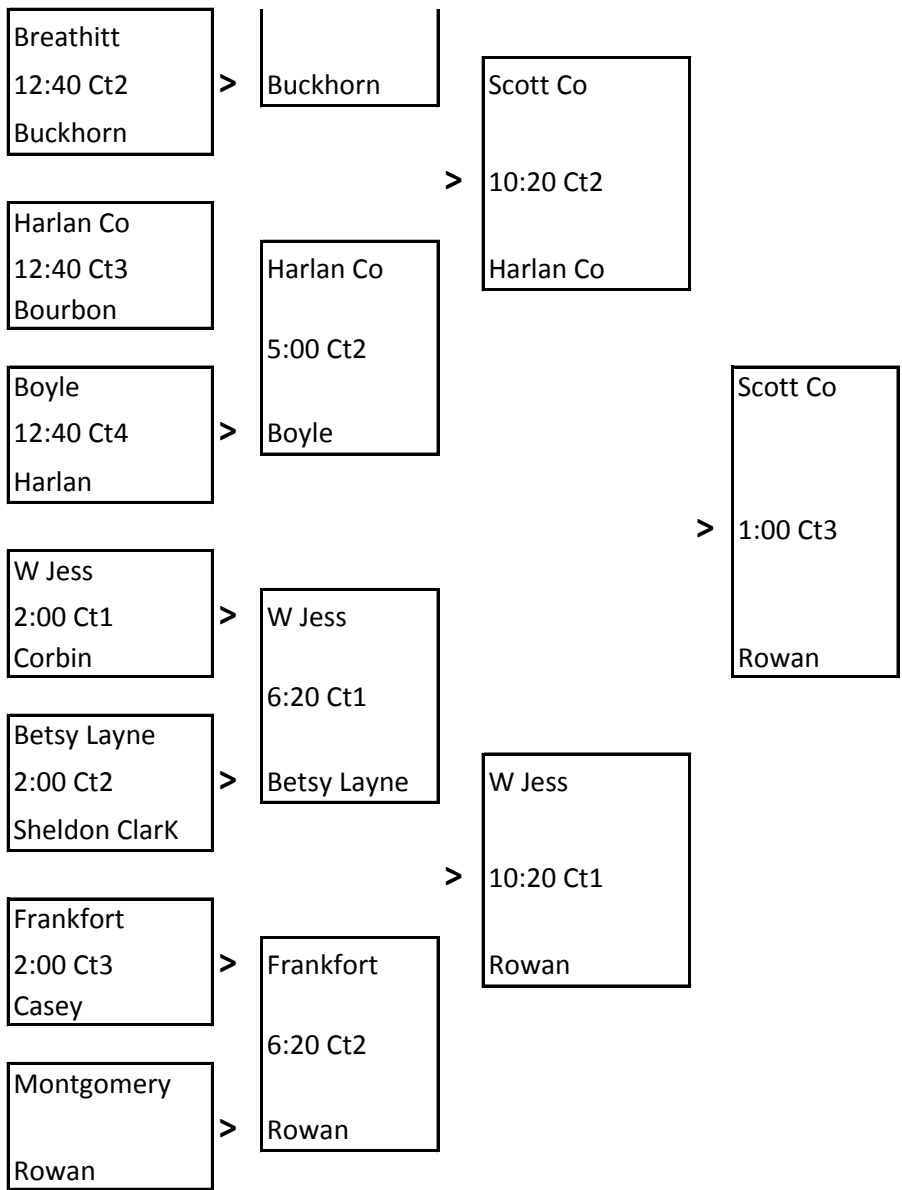 Breathitt
12:40 Ct2
Buckhorn
>
Buckhorn
Scott Co
10:20 Ct2
Harlan Co
>
Harlan Co
12:40 Ct3
Bourbon
Harlan Co
5:00 Ct2
Boyle
Boyle
12:40 Ct4
Harlan
>
Scott Co
1:00 Ct3
Rowan
>
W Jess
2:00 Ct1
Corbin
>
W Jess
6:20 Ct1
Betsy Layne
Betsy Layne
2:00 Ct2
Sheldon ClarK
>
W Jess
10:20 Ct1
Rowan
>
Frankfort
2:00 Ct3
Casey
>
Frankfort
6:20 Ct2
Rowan
Montgomery
Rowan
>